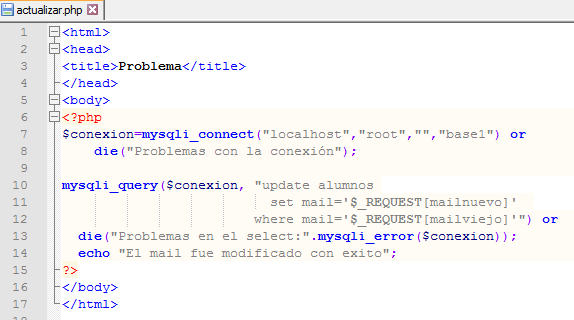 actualizar.php
1 <html>
2 <head>
3 <title>Problema</title>
4 </head>
5 <body>
6 <?php
7 $conexion=mysqli_connect("localhost","root","","base1") or
8 die("Problemas con la conexión");
9
10 mysqli_query($conexion, "update alumnos
11 set mail='$_REQUEST[mailnuevo]'
12 where mail='$_REQUEST[mailviejo]'") or
13 die("Problemas en el select:".mysqli_error($conexion));
14 echo "El mail fue modificado con exito";
15 ?>
16 </body>
17 </html>